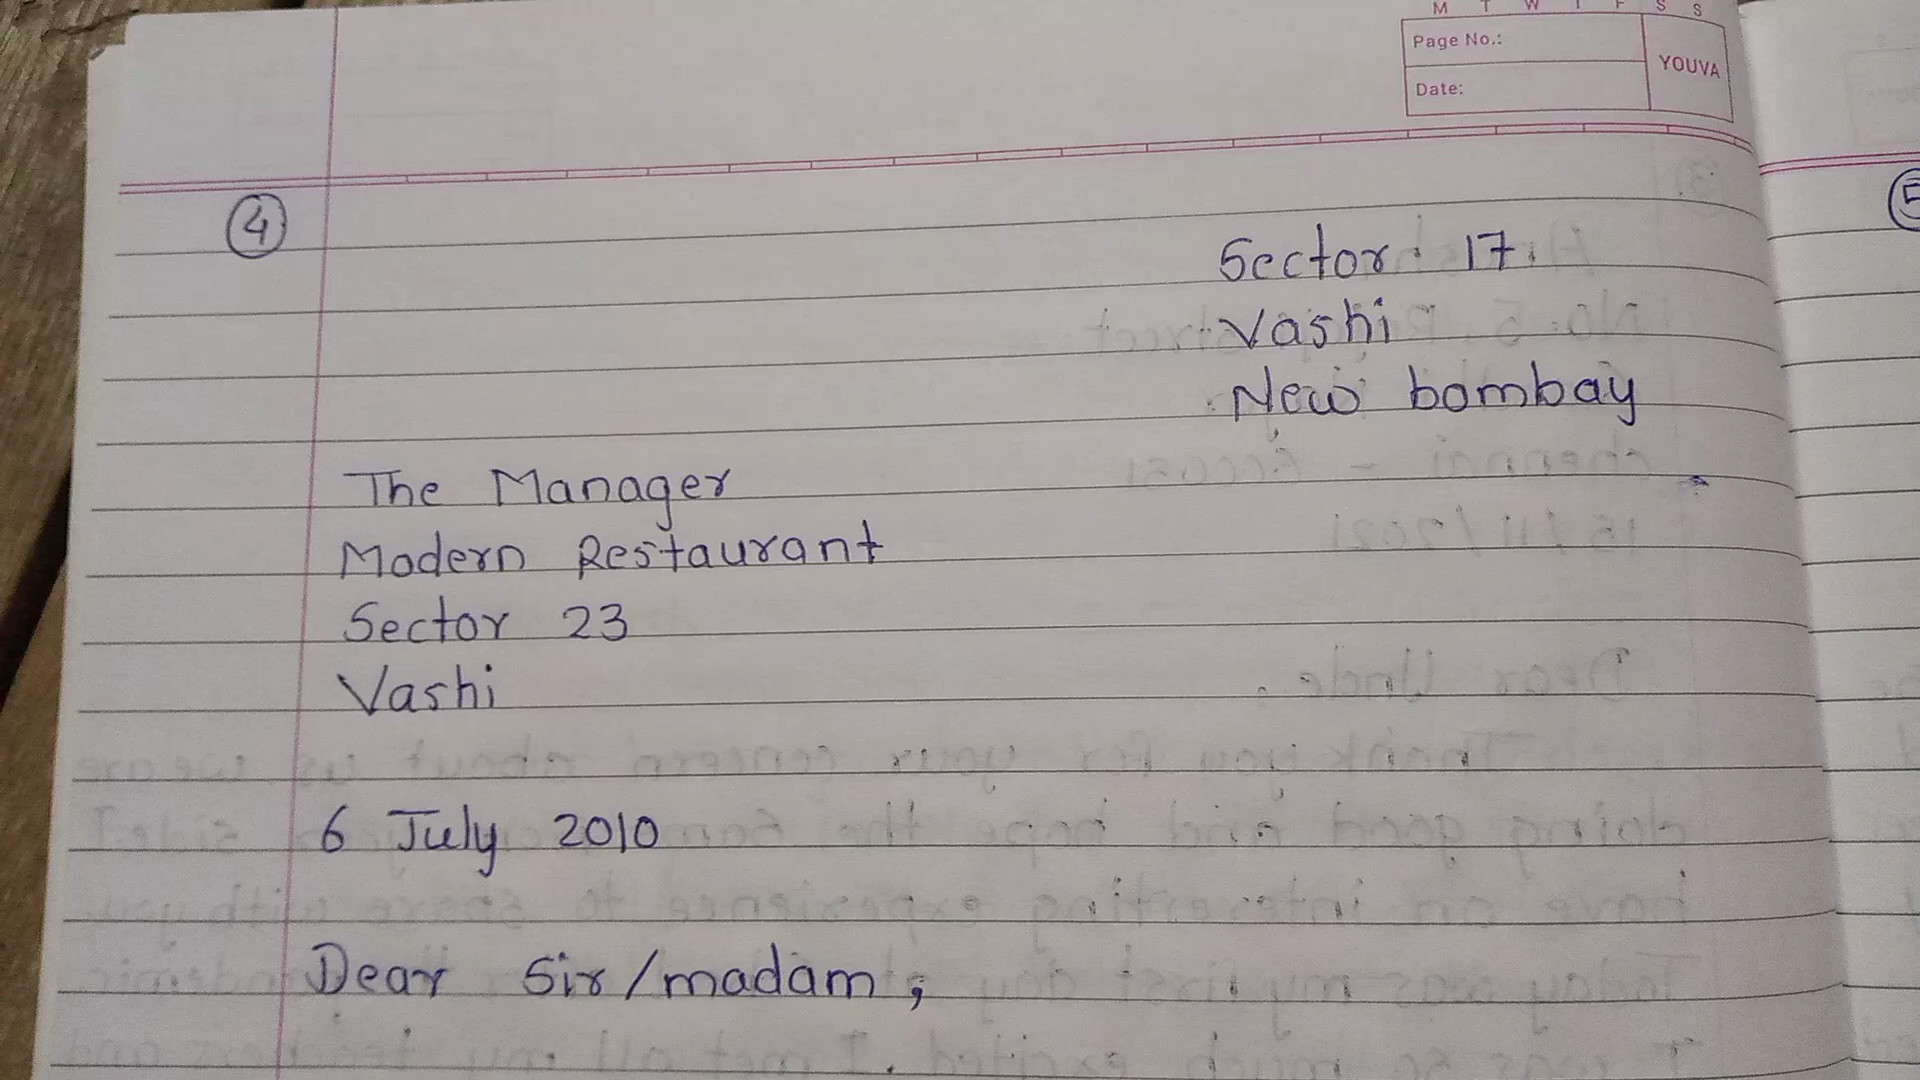 M T W T F S S
Page No.:
YOUVA
Date:
4
5
Sector 17.
Vashi
New bombay
The Manager
Modern Restaurant
Sector 23
Vashi
6 July 2010
Dear Sir/madam,